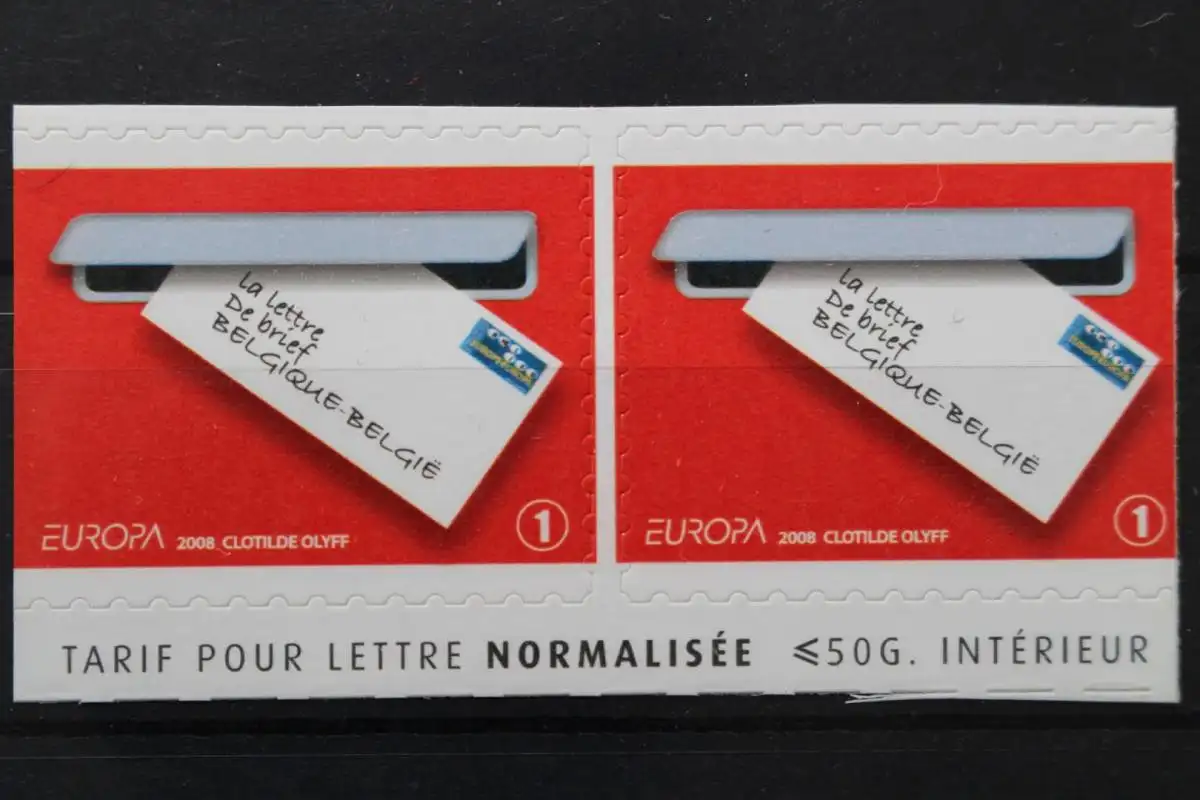 La lettre
De brief
BELGIQUE-BELGIË
EUROPA 2008 CLOTILDE OLYFF 1
La lettre
De brief
BELGIQUE-BELGIË
EUROPA 2008 CLOTILDE OLYFF 1
TARIF POUR LETTRE NORMALISÉE ⩽50G. INTÉRIEUR